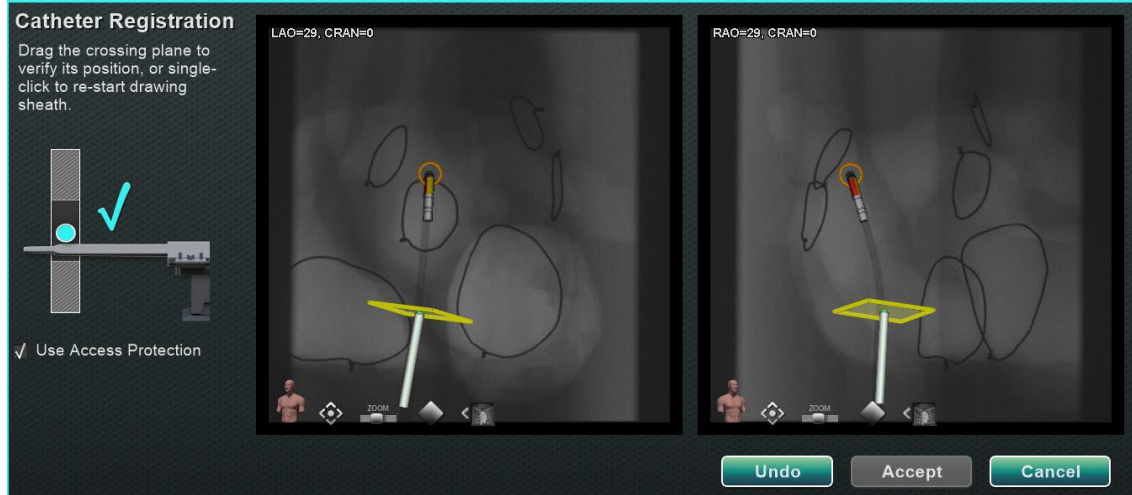 Catheter Registration
Drag the crossing plane to
verify its position, or single-
click to re-start drawing
sheath.
Use Access Protection
LAO=29, CRAN=0
ZOOM
RAO=29, CRAN=0
ZOOM
Undo
Accept
Cancel